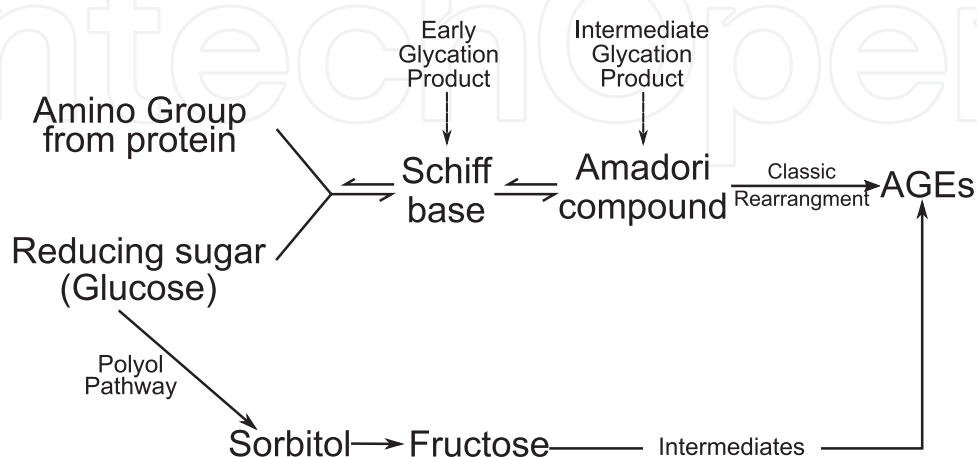 Early
Glycation
Product
Intermediate
Glycation
Product
Amino Group
from protein
Schiff
base
Amadori
compound
Classic
Rearrangment
AGEs
Reducing sugar
(Glucose)
Polyol
Pathway
Sorbitol
Fructose
Intermediates